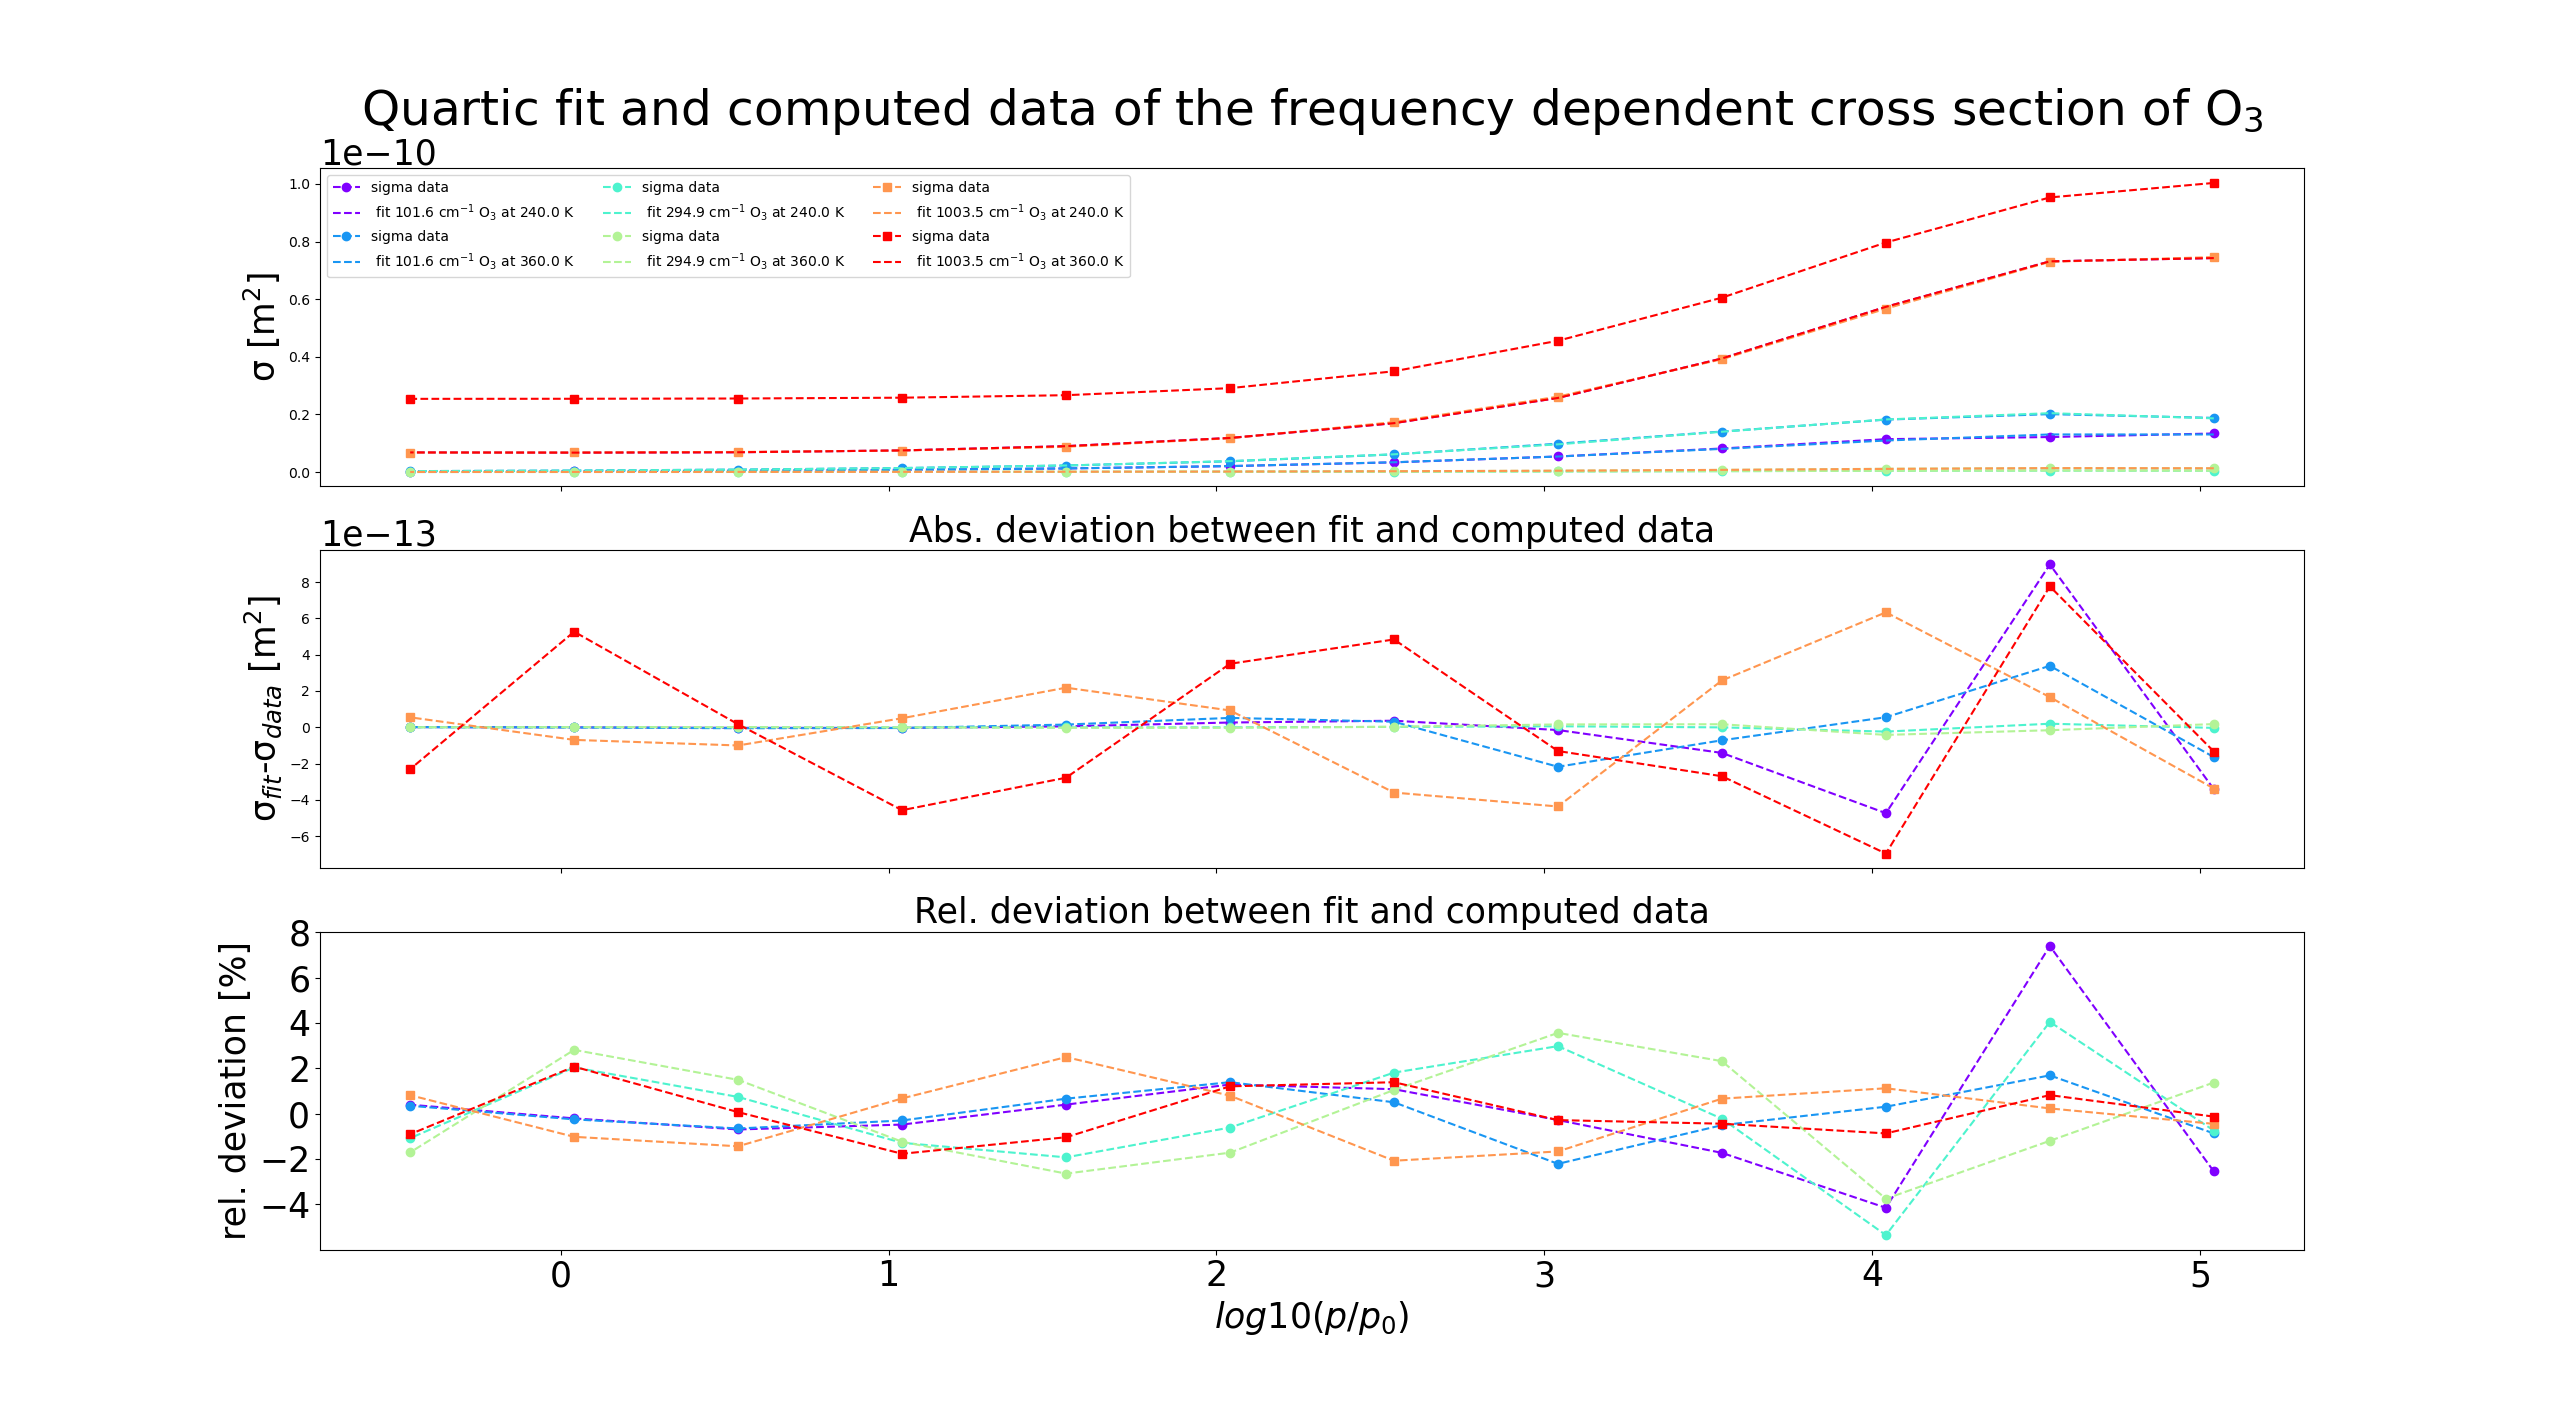 Quartic fit and computed data of the frequency dependent cross section of O₃
1e−10
1.0
0.8
0.6
0.4
0.2
0.0
σ [m²]
sigma data
fit 101.6 cm⁻¹ O₃ at 240.0 K
sigma data
fit 101.6 cm⁻¹ O₃ at 360.0 K
sigma data
fit 294.9 cm⁻¹ O₃ at 240.0 K
sigma data
fit 294.9 cm⁻¹ O₃ at 360.0 K
sigma data
fit 1003.5 cm⁻¹ O₃ at 240.0 K
sigma data
fit 1003.5 cm⁻¹ O₃ at 360.0 K
Abs. deviation between fit and computed data
1e−13
8
6
4
2
0
−2
−4
−6
σ_fit-σ_data [m²]
Rel. deviation between fit and computed data
8
6
4
2
0
−2
−4
rel. deviation [%]
0 1 2 3 4 5
log10(p/p₀)